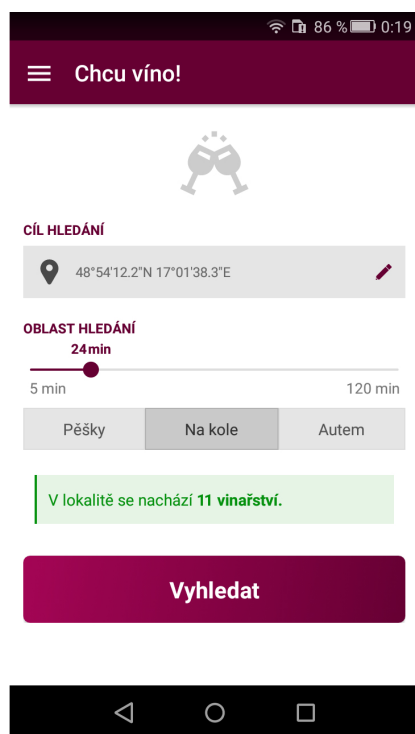 86 % 0:19
Chcu víno!
CÍL HLEDÁNÍ
48°54'12.2"N 17°01'38.3"E
OBLAST HLEDÁNÍ
24min
5 min 120 min
Pěšky Na kole Autem
V lokalitě se nachází 11 vinařství.
Vyhledat